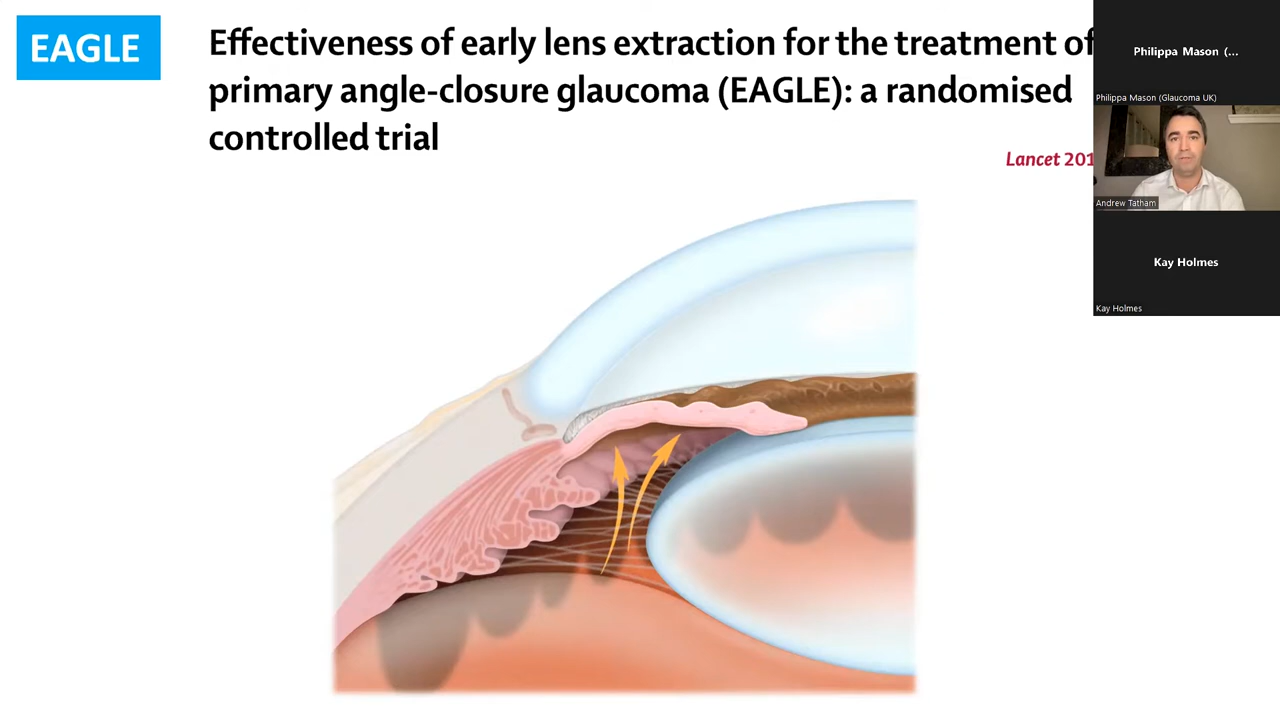 EAGLE
Effectiveness of early lens extraction for the treatment of
primary angle-closure glaucoma (EAGLE): a randomised
controlled trial
Lancet 201
Philippa Mason (...
Philippa Mason (Glaucoma UK)
Andrew Tatham
Kay Holmes
Kay Holmes